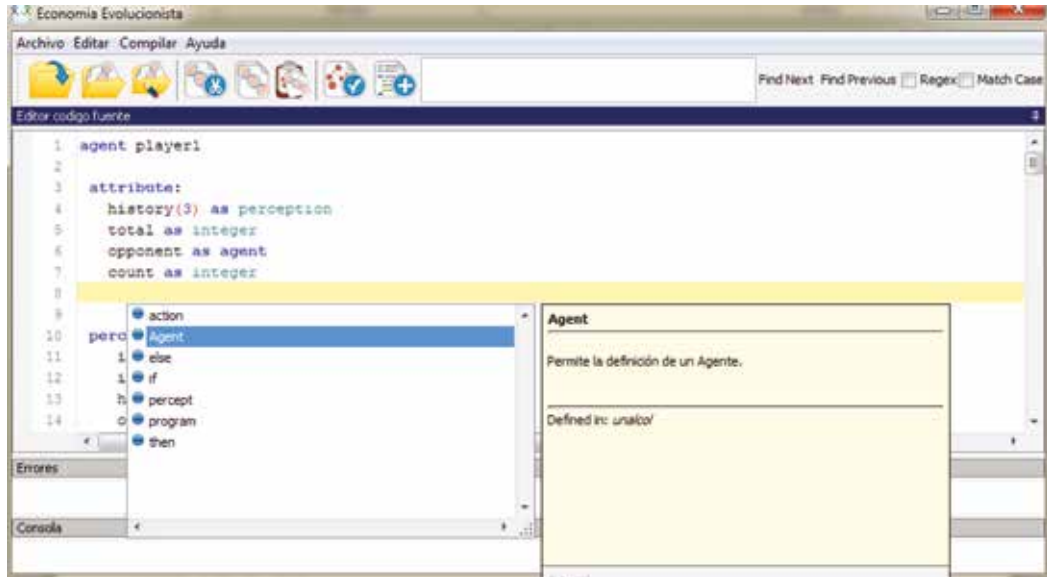 Economia Evolucionista
Archivo Editar Compilar Ayuda
Find Next Find Previous Regex Match Case
Editor codigo fuente
1 agent player1
2
3 attribute:
4 history(3) as perception
5 total as integer
6 opponent as agent
7 count as integer
8
9
10 perc
11 i
12 i
13 h
14 o
action
Agent
else
if
percept
program
then
Agent
Permite la definición de un Agente.
Defined in: unalcol
Errores
Consola